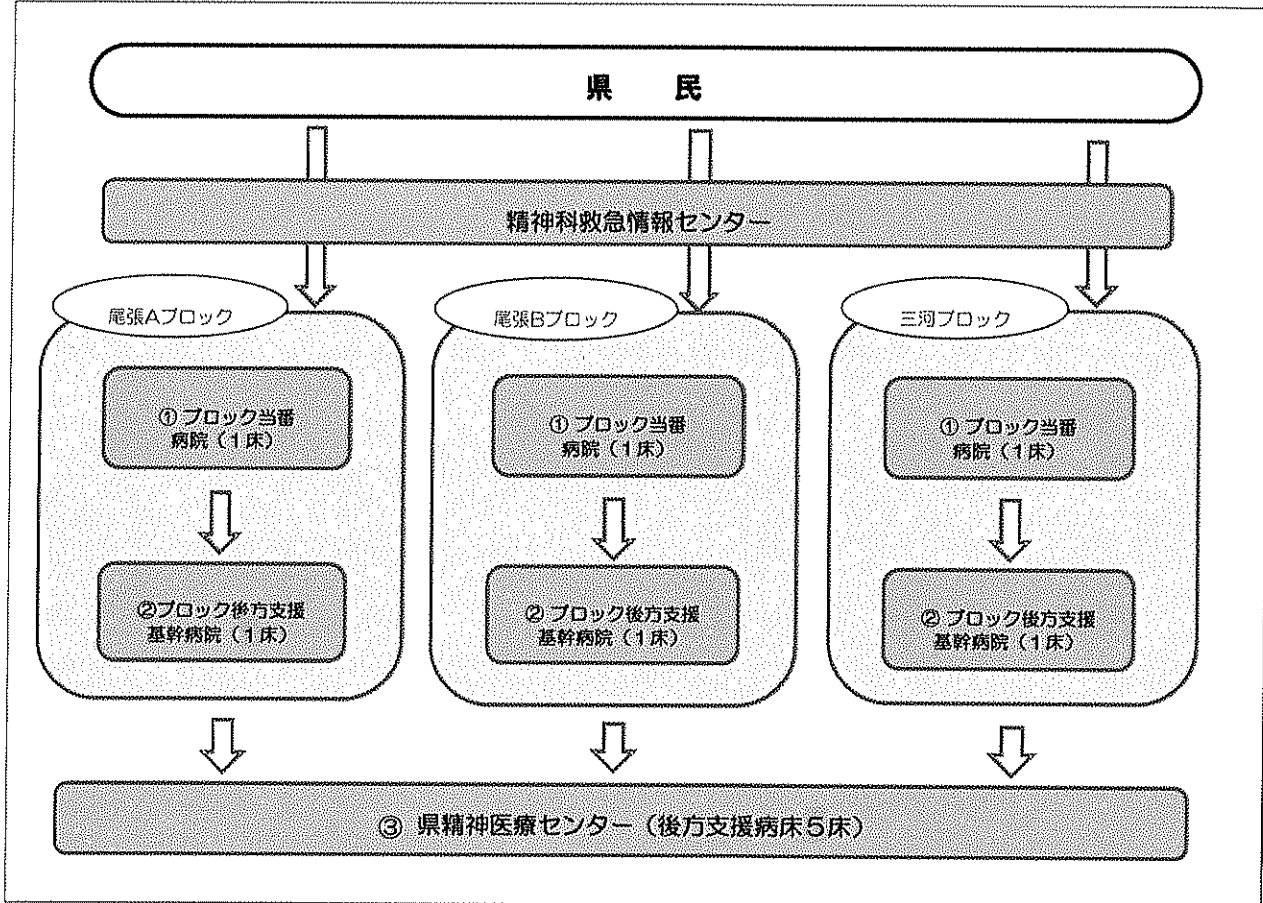 県　　民
精神科救急情報センター
尾張Aブロック
① ブロック当番
病院（1床）
②ブロック後方支援
基幹病院（1床）
尾張Bブロック
① ブロック当番
病院（1床）
② ブロック後方支援
基幹病院（1床）
三河ブロック
① ブロック当番
病院（1床）
② ブロック後方支援
基幹病院（1床）
③ 県精神医療センター（後方支援病床5床）